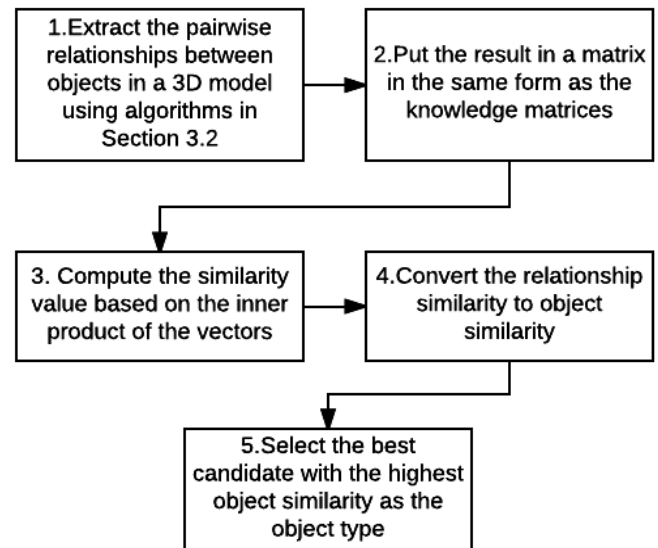 1.Extract the pairwise
relationships between
objects in a 3D model
using algorithms in
Section 3.2
2.Put the result in a matrix
in the same form as the
knowledge matrices
3. Compute the similarity
value based on the inner
product of the vectors
4.Convert the relationship
similarity to object
similarity
5.Select the best
candidate with the highest
object similarity as the
object type